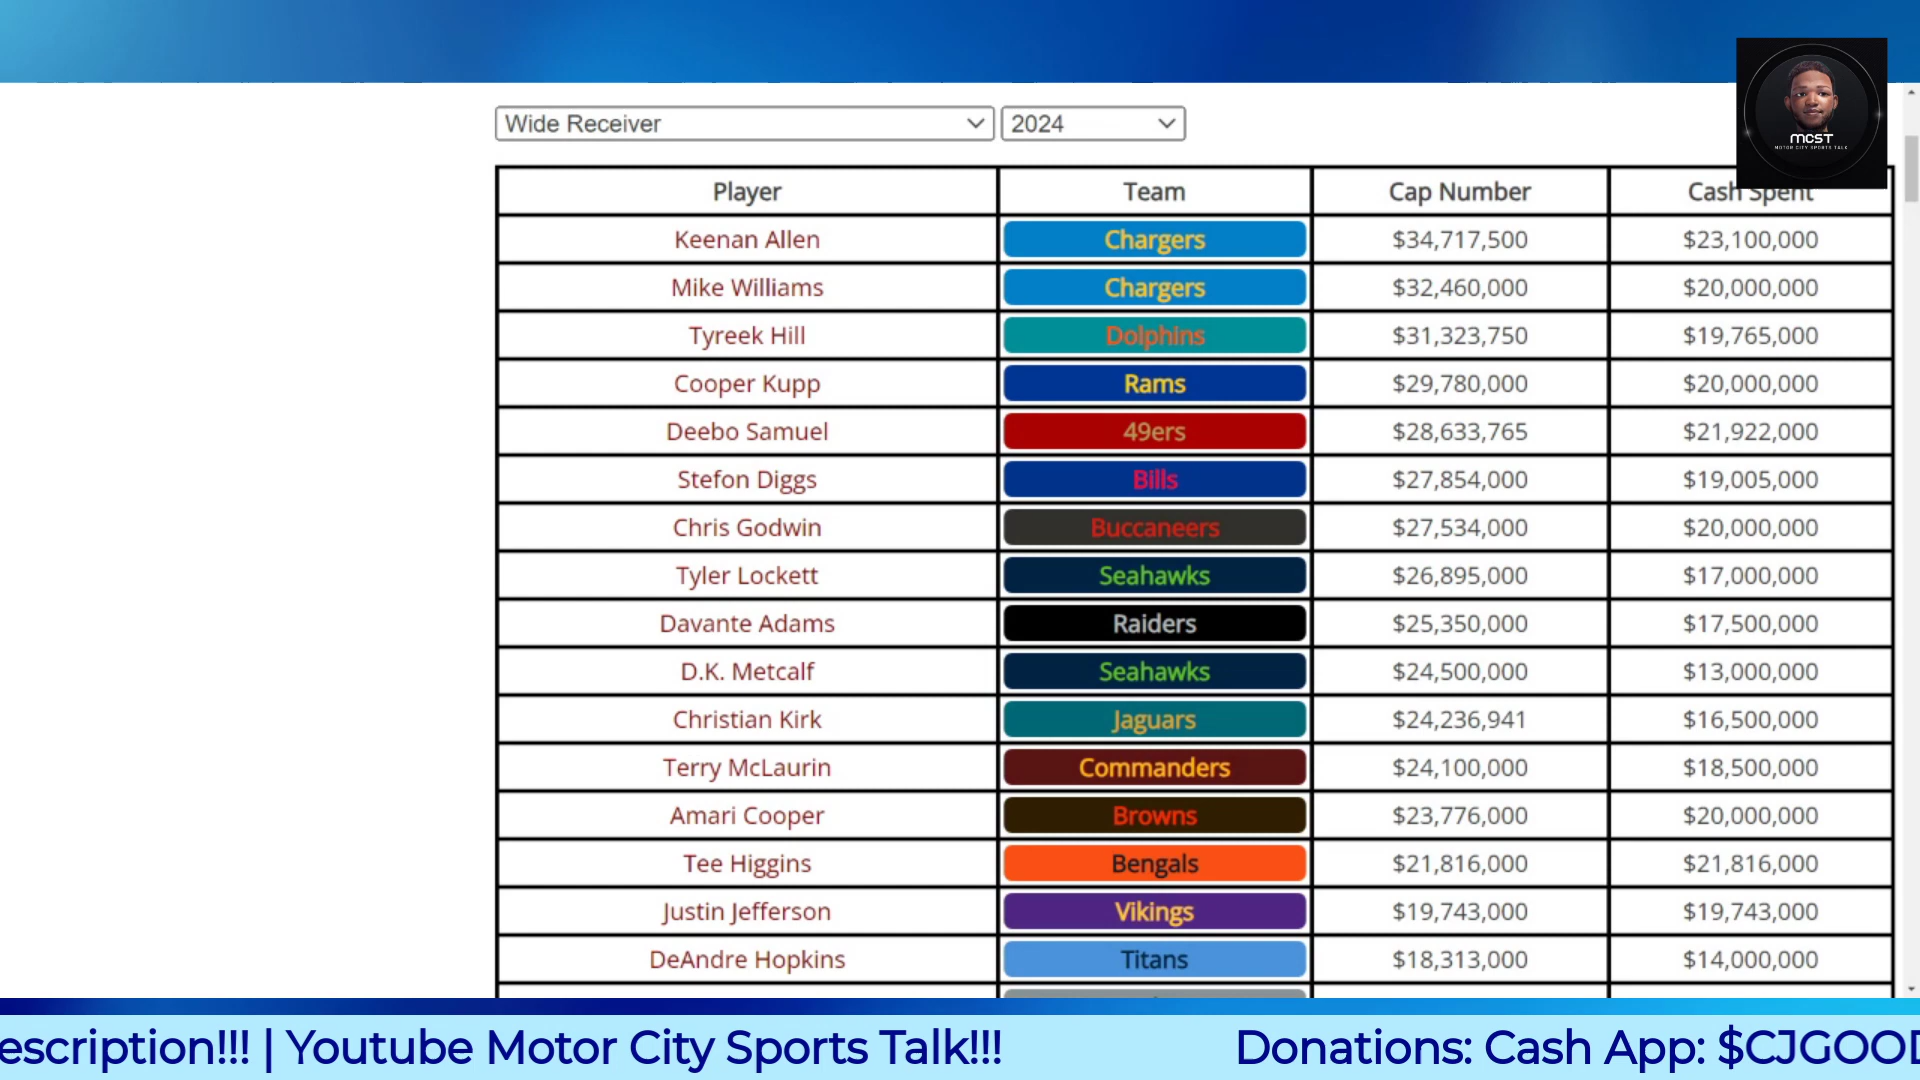 Wide Receiver 2024
MCST
MOTOR CITY SPORTS TALK
Player Team Cap Number Cash Spent
Keenan Allen Chargers $34,717,500 $23,100,000
Mike Williams Chargers $32,460,000 $20,000,000
Tyreek Hill Dolphins $31,323,750 $19,765,000
Cooper Kupp Rams $29,780,000 $20,000,000
Deebo Samuel 49ers $28,633,765 $21,922,000
Stefon Diggs Bills $27,854,000 $19,005,000
Chris Godwin Buccaneers $27,534,000 $20,000,000
Tyler Lockett Seahawks $26,895,000 $17,000,000
Davante Adams Raiders $25,350,000 $17,500,000
D.K. Metcalf Seahawks $24,500,000 $13,000,000
Christian Kirk Jaguars $24,236,941 $16,500,000
Terry McLaurin Commanders $24,100,000 $18,500,000
Amari Cooper Browns $23,776,000 $20,000,000
Tee Higgins Bengals $21,816,000 $21,816,000
Justin Jefferson Vikings $19,743,000 $19,743,000
DeAndre Hopkins Titans $18,313,000 $14,000,000
escription!!! | Youtube Motor City Sports Talk!!! Donations: Cash App: $CJGOOD